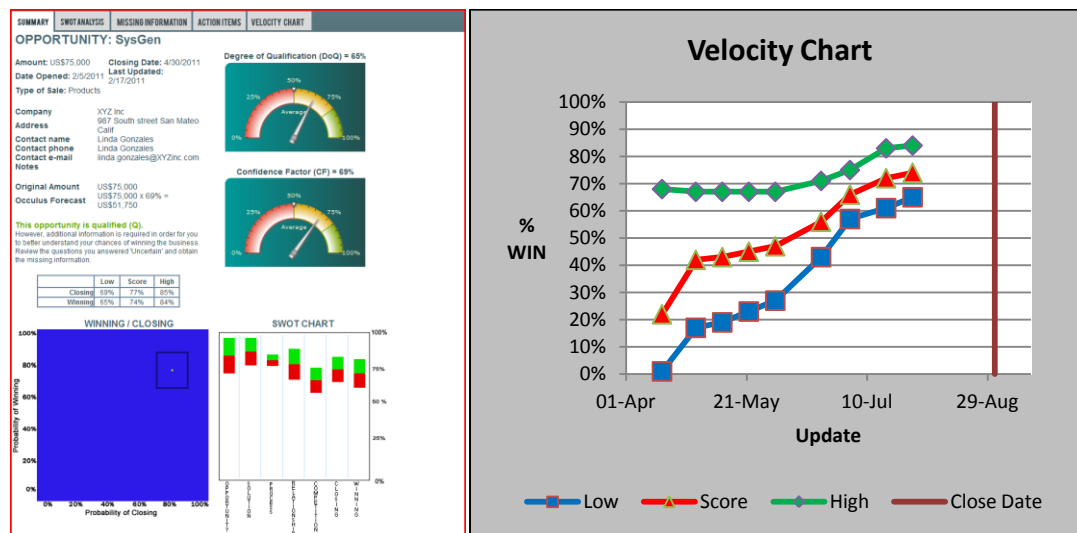 SUMMARY SWOT ANALYSIS MISSING INFORMATION ACTION ITEMS VELOCITY CHART
OPPORTUNITY: SysGen
Amount: US$75,000 Closing Date: 4/30/2011
Date Opened: 2/5/2011 Last Updated:
2/17/2011
Type of Sale: Products
Company XYZ Inc
Address 987 South street San Mateo
Calif
Contact name Linda Gonzales
Contact phone Linda Gonzales
Contact e-mail linda.gonzales@XYZinc.com
Notes
Original Amount US$75,000
Occulus Forecast US$75,000 x 69% =
US$51,750
This opportunity is qualified (Q).
However, additional information is required in order for you
to better understand your chances of winning the business.
Review the questions you answered 'Uncertain' and obtain
the missing information.
Low Score High
Closing 69% 77% 85%
Winning 65% 74% 84%
Degree of Qualification (DoQ) = 65%
50%
25% 75%
Average
0% 100%
Confidence Factor (CF) = 69%
50%
25% 75%
Average
0% 100%
WINNING / CLOSING
100%
80%
60%
40%
20%
0%
Probability of Winning
0% 20% 40% 60% 80% 100%
Probability of Closing
SWOT CHART
100%
75%
50 %
25%
0%
OPPORTUNITY
SOLUTION
PROCESS
RELATIONSHIP
COMPETITION
CLOSING
WINNING
Velocity Chart
100%
90%
80%
70%
60%
50%
40%
30%
20%
10%
0%
%
WIN
01-Apr 21-May 10-Jul 29-Aug
Update
Low Score High Close Date